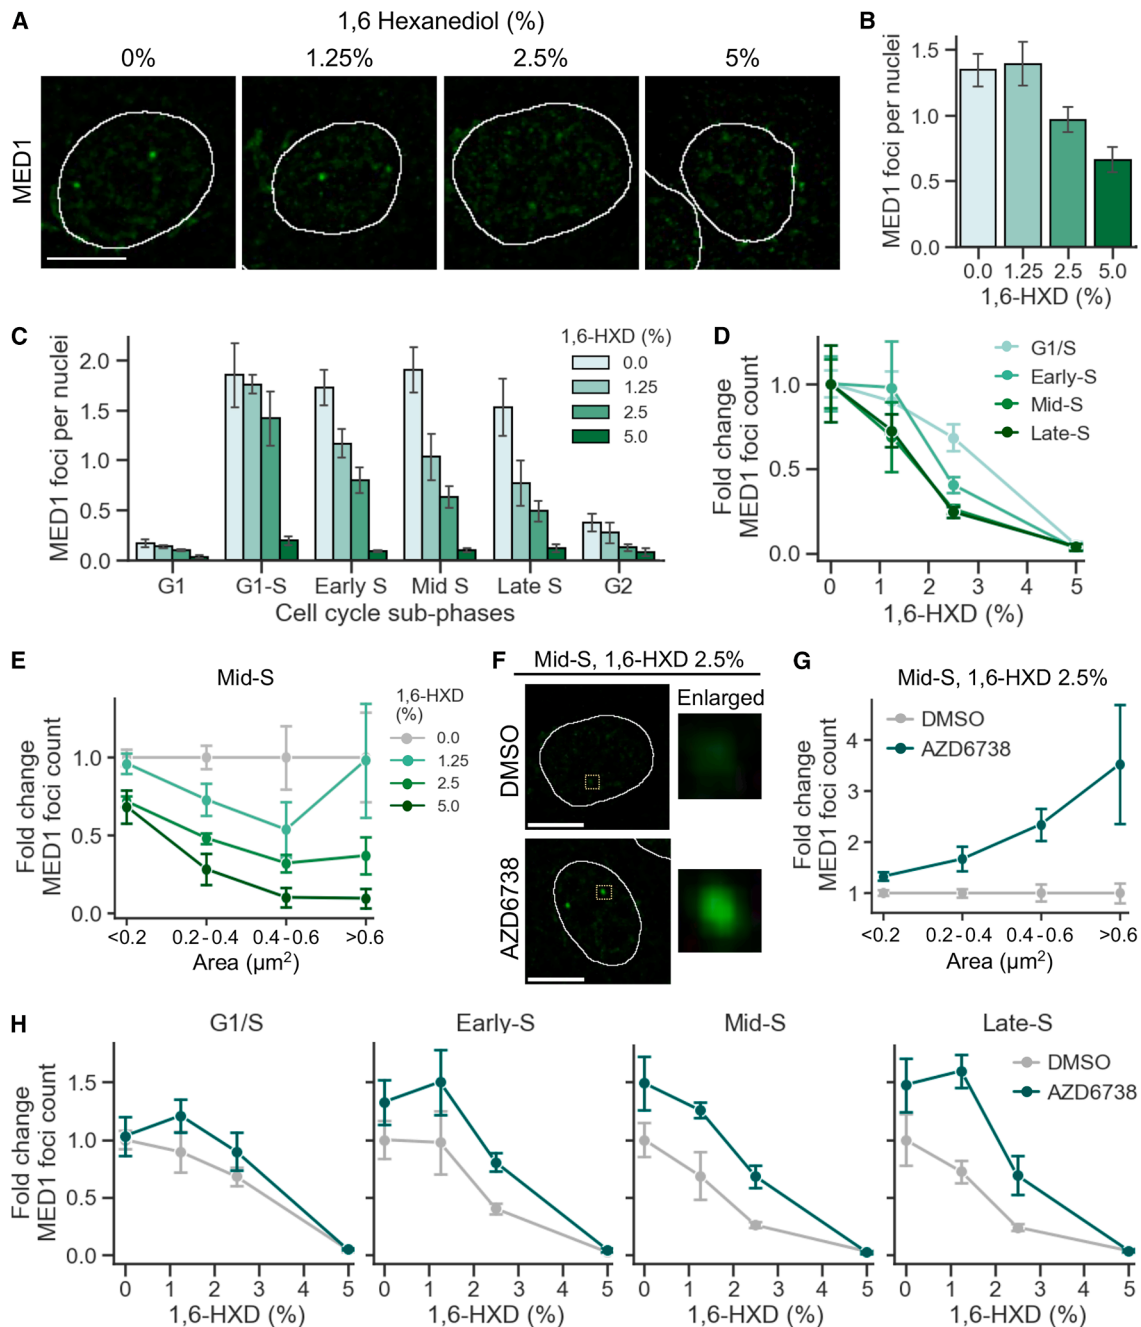 A
1,6 Hexanediol (%)
0%
1.25%
2.5%
5%
MED1
B
MED1 foci per nuclei
1.5
1.0
0.5
0.0
0.0
1.25
2.5
5.0
1,6-HXD (%)
C
MED1 foci per nuclei
2.0
1.5
1.0
0.5
0.0
1,6-HXD (%)
0.0
1.25
2.5
5.0
G1
G1-S
Early S
Mid S
Late S
G2
Cell cycle sub-phases
D
Fold change
MED1 foci count
1.0
0.5
0.0
G1/S
Early-S
Mid-S
Late-S
0
1
2
3
4
5
1,6-HXD (%)
E
Mid-S
Fold change
MED1 foci count
1.0
0.5
0.0
1,6-HXD
(%)
0.0
1.25
2.5
5.0
<0.2
0.2-0.4
0.4-0.6
>0.6
Area (µm²)
F
Mid-S, 1,6-HXD 2.5%
Enlarged
DMSO
AZD6738
G
Mid-S, 1,6-HXD 2.5%
DMSO
AZD6738
Fold change
MED1 foci count
4
3
2
1
<0.2
0.2-0.4
0.4-0.6
>0.6
Area (µm²)
H
G1/S
Early-S
Mid-S
Late-S
Fold change
MED1 foci count
1.5
1.0
0.5
0.0
DMSO
AZD6738
0
1
2
3
4
5
1,6-HXD (%)
0
1
2
3
4
5
1,6-HXD (%)
0
1
2
3
4
5
1,6-HXD (%)
0
1
2
3
4
5
1,6-HXD (%)